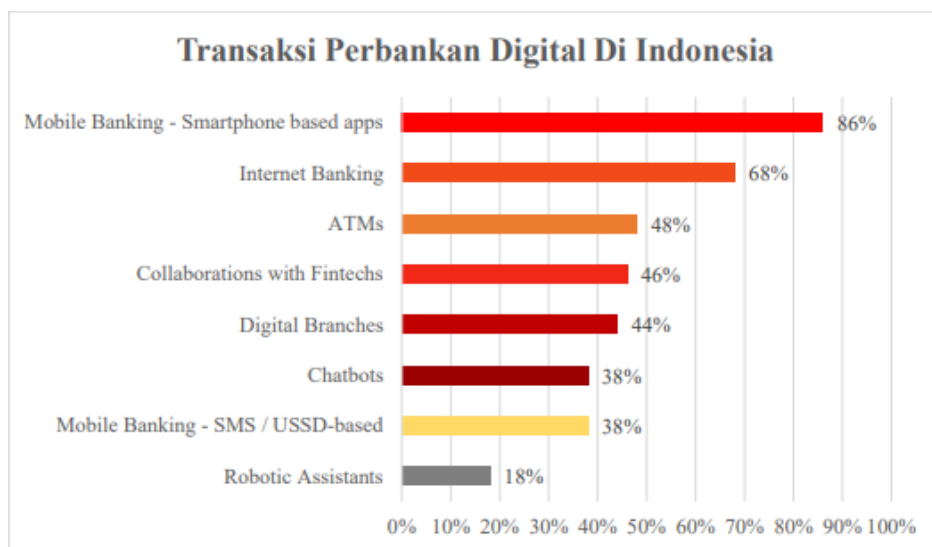 Transaksi Perbankan Digital Di Indonesia
Mobile Banking - Smartphone based apps 86%
Internet Banking 68%
ATMs 48%
Collaborations with Fintechs 46%
Digital Branches 44%
Chatbots 38%
Mobile Banking - SMS / USSD-based 38%
Robotic Assistants 18%
0% 10% 20% 30% 40% 50% 60% 70% 80% 90% 100%